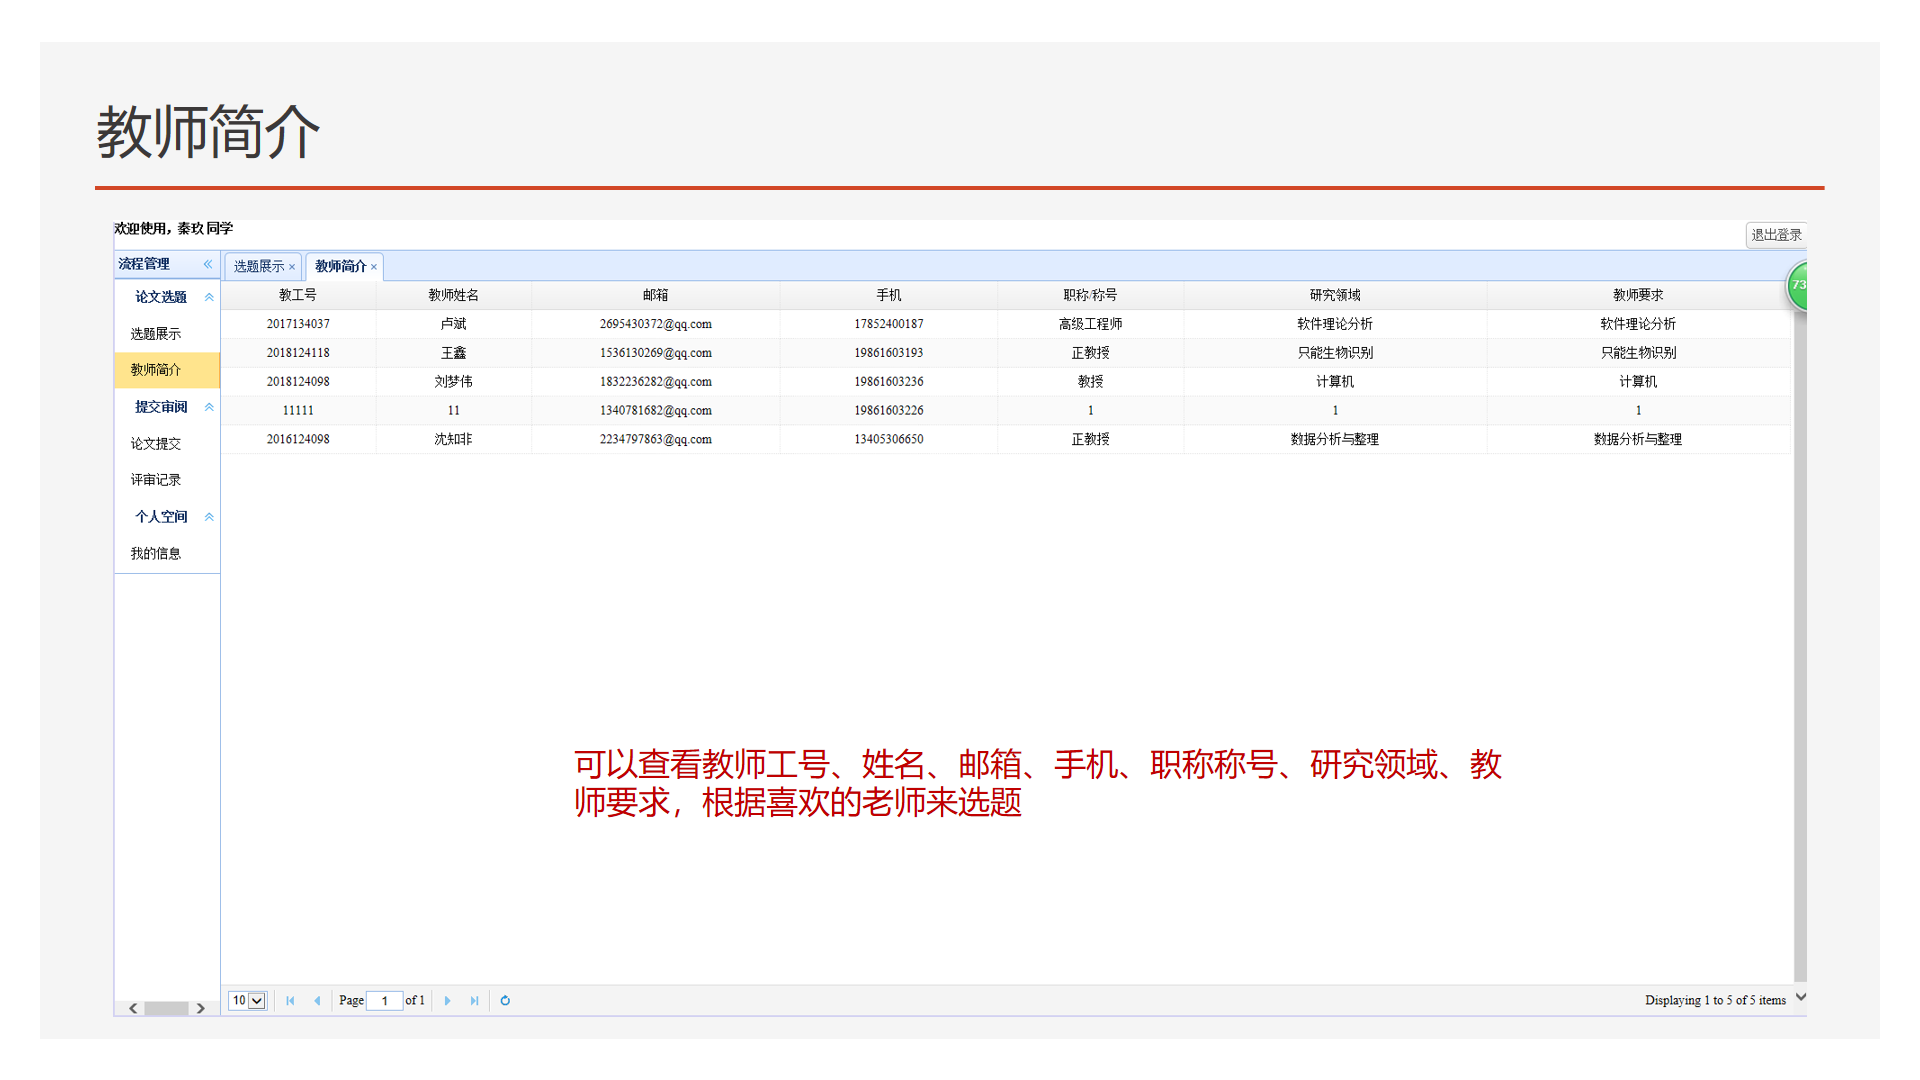 教师简介
欢迎使用，秦玖 同学
退出登录
流程管理
选题展示
教师简介
73
论文选题
选题展示
教师简介
提交审阅
论文提交
评审记录
个人空间
我的信息
教工号 教师姓名 邮箱 手机 职称/称号 研究领域 教师要求
2017134037 卢斌 2695430372@qq.com 17852400187 高级工程师 软件理论分析 软件理论分析
2018124118 王鑫 1536130269@qq.com 19861603193 正教授 只能生物识别 只能生物识别
2018124098 刘梦伟 1832236282@qq.com 19861603236 教授 计算机 计算机
11111 11 1340781682@qq.com 19861603226 1 1 1
2016124098 沈知非 2234797863@qq.com 13405306650 正教授 数据分析与整理 数据分析与整理
可以查看教师工号、姓名、邮箱、手机、职称称号、研究领域、教
师要求，根据喜欢的老师来选题
10 Page 1 of 1
Displaying 1 to 5 of 5 items